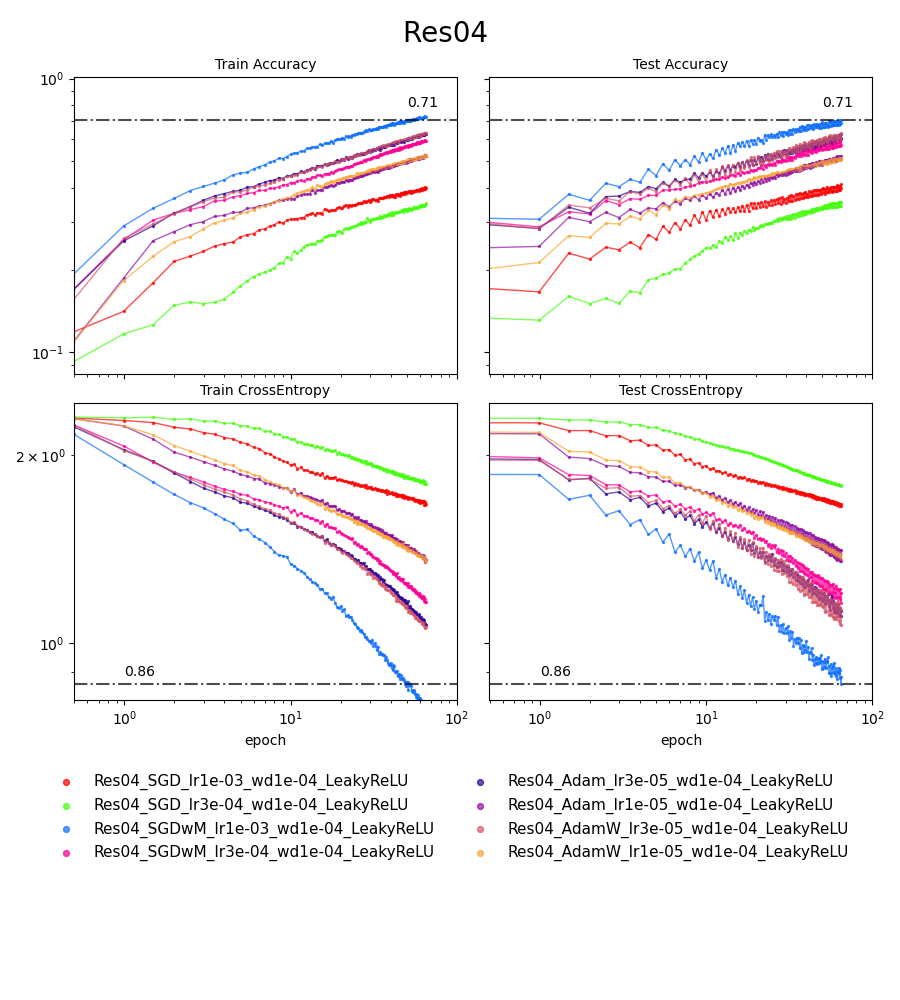 Res04
Train Accuracy
Test Accuracy
10⁰
0.71
0.71
10⁻¹
Train CrossEntropy
Test CrossEntropy
2 × 10⁰
10⁰
0.86
0.86
10⁰ 10¹ 10²
10⁰ 10¹ 10²
epoch
epoch
Res04_SGD_lr1e-03_wd1e-04_LeakyReLU
Res04_SGD_lr3e-04_wd1e-04_LeakyReLU
Res04_SGDwM_lr1e-03_wd1e-04_LeakyReLU
Res04_SGDwM_lr3e-04_wd1e-04_LeakyReLU
Res04_Adam_lr3e-05_wd1e-04_LeakyReLU
Res04_Adam_lr1e-05_wd1e-04_LeakyReLU
Res04_AdamW_lr3e-05_wd1e-04_LeakyReLU
Res04_AdamW_lr1e-05_wd1e-04_LeakyReLU